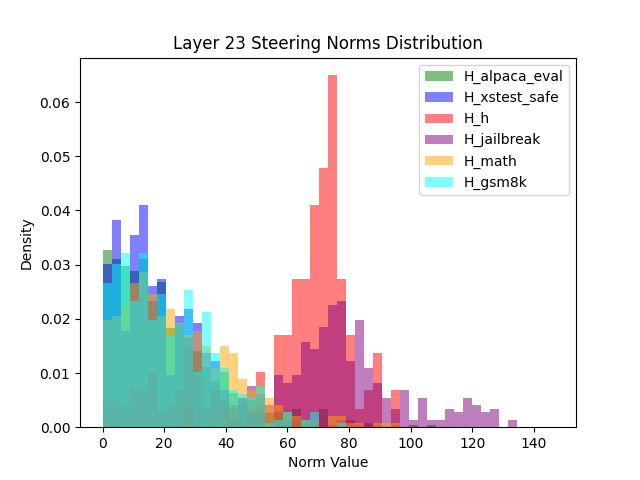 Layer 23 Steering Norms Distribution
H_alpaca_eval
H_xstest_safe
H_h
H_jailbreak
H_math
H_gsm8k
Density
0.06
0.05
0.04
0.03
0.02
0.01
0.00
0 20 40 60 80 100 120 140
Norm Value